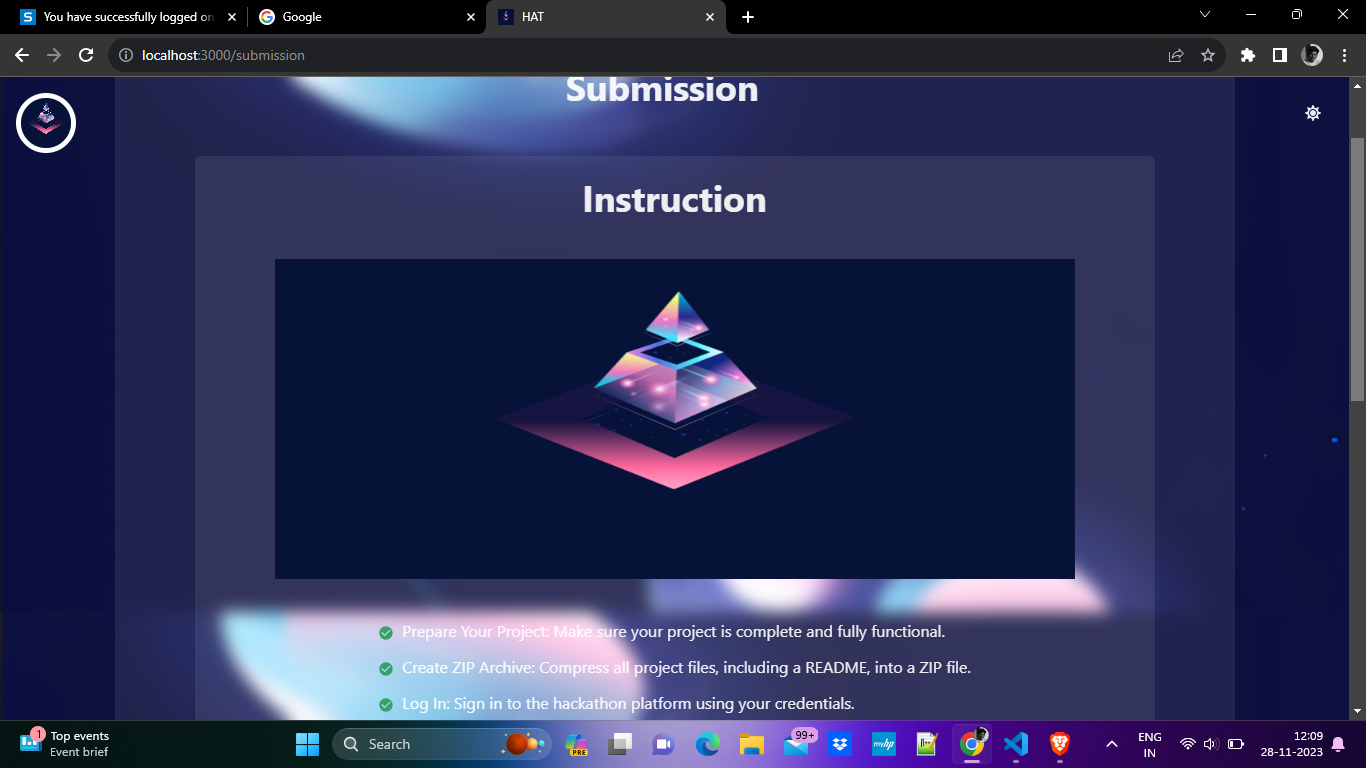 You have successfully logged on
Google
HAT
localhost:3000/submission
Submission
Instruction
Prepare Your Project: Make sure your project is complete and fully functional.
Create ZIP Archive: Compress all project files, including a README, into a ZIP file.
Log In: Sign in to the hackathon platform using your credentials.
1
Top events
Event brief
Search
PRE
99+
myhp
ENG
IN
12:09
28-11-2023